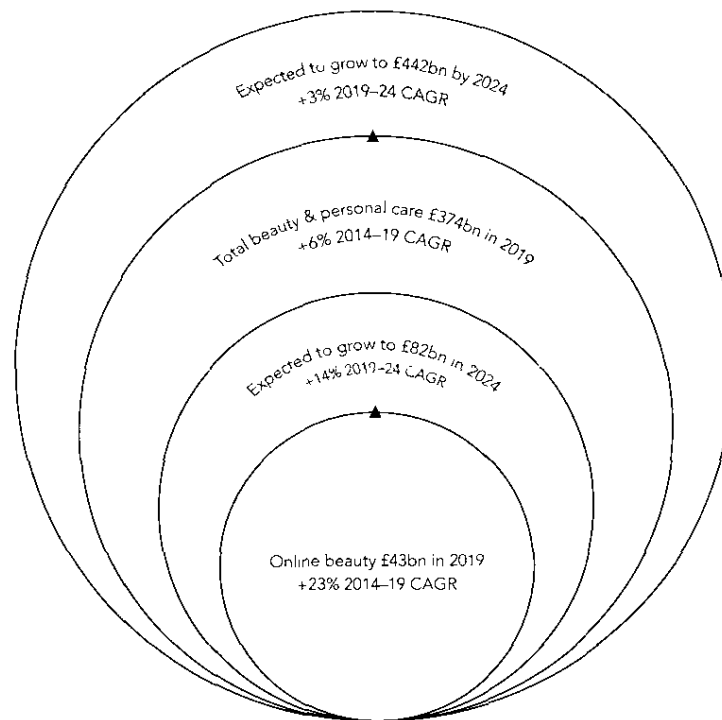 Expected to grow to £442bn by 2024
+3% 2019–24 CAGR
Total beauty & personal care £374bn in 2019
+6% 2014–19 CAGR
Expected to grow to £82bn in 2024
+14% 2019–24 CAGR
Online beauty £43bn in 2019
+23% 2014–19 CAGR